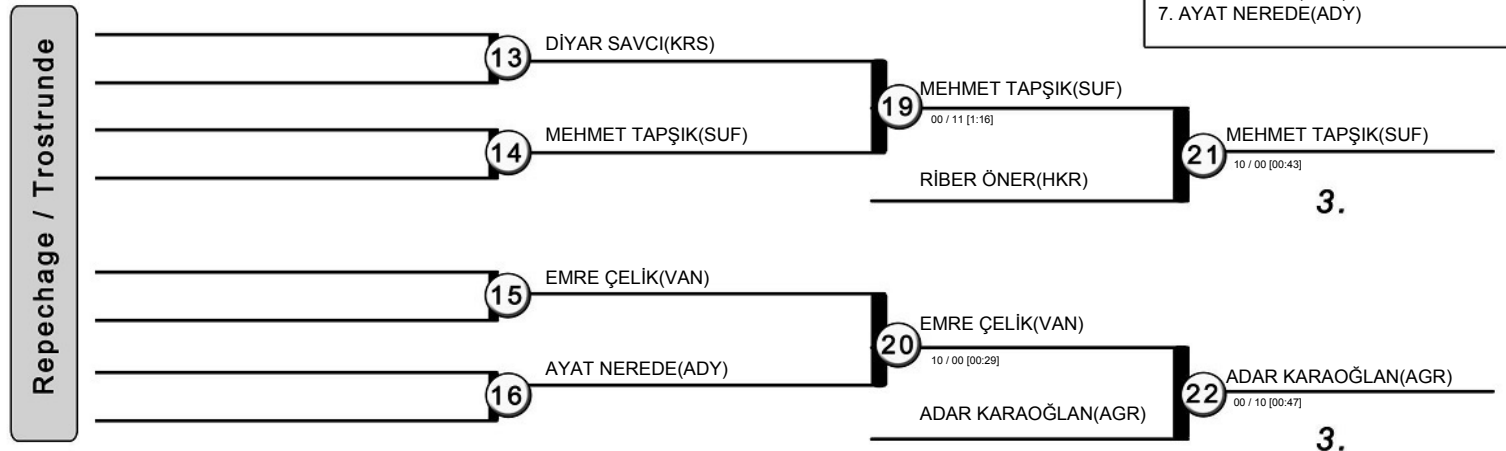 7. AYAT NEREDE(ADY)
Repechage / Trostrunde
13
DİYAR SAVCI(KRS)
14
MEHMET TAPŞIK(SUF)
19
MEHMET TAPŞIK(SUF)
00 / 11 [1:16]
RİBER ÖNER(HKR)
21
MEHMET TAPŞIK(SUF)
10 / 00 [00:43]
3.
15
EMRE ÇELİK(VAN)
16
AYAT NEREDE(ADY)
20
EMRE ÇELİK(VAN)
10 / 00 [00:29]
ADAR KARAOĞLAN(AGR)
22
ADAR KARAOĞLAN(AGR)
00 / 10 [00:47]
3.